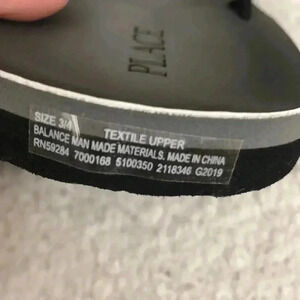 PLACE
SIZE 3/4 TEXTILE UPPER
BALANCE MAN MADE MATERIALS. MADE IN CHINA
RN59284 7000168 5100350 2118346 G2019